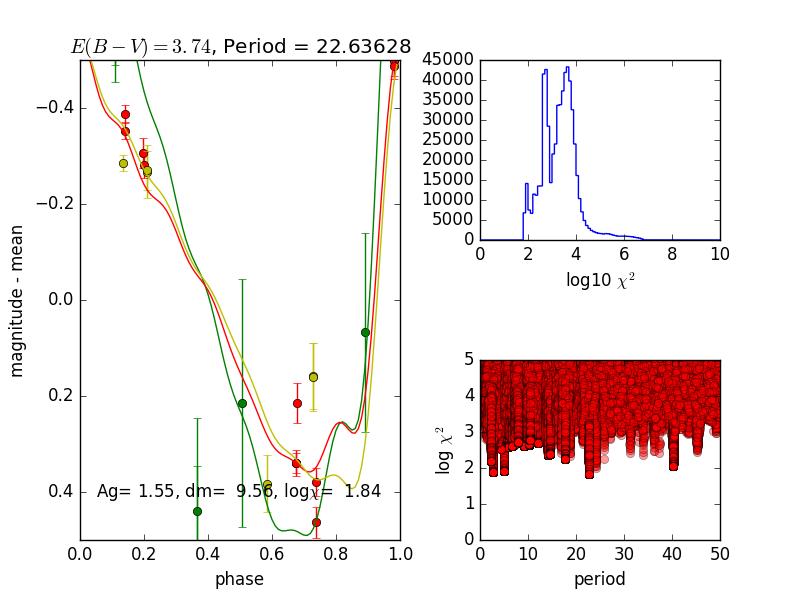 E(B − V) = 3.74, Period = 22.63628
−0.4
−0.2
0.0
0.2
0.4
magnitude - mean
Ag= 1.55, dm= 9.56, logχ= 1.84
0.0 0.2 0.4 0.6 0.8 1.0
phase
45000
40000
35000
30000
25000
20000
15000
10000
5000
0
0 2 4 6 8 10
log10 χ²
5
4
3
2
1
0
log χ²
0 10 20 30 40 50
period